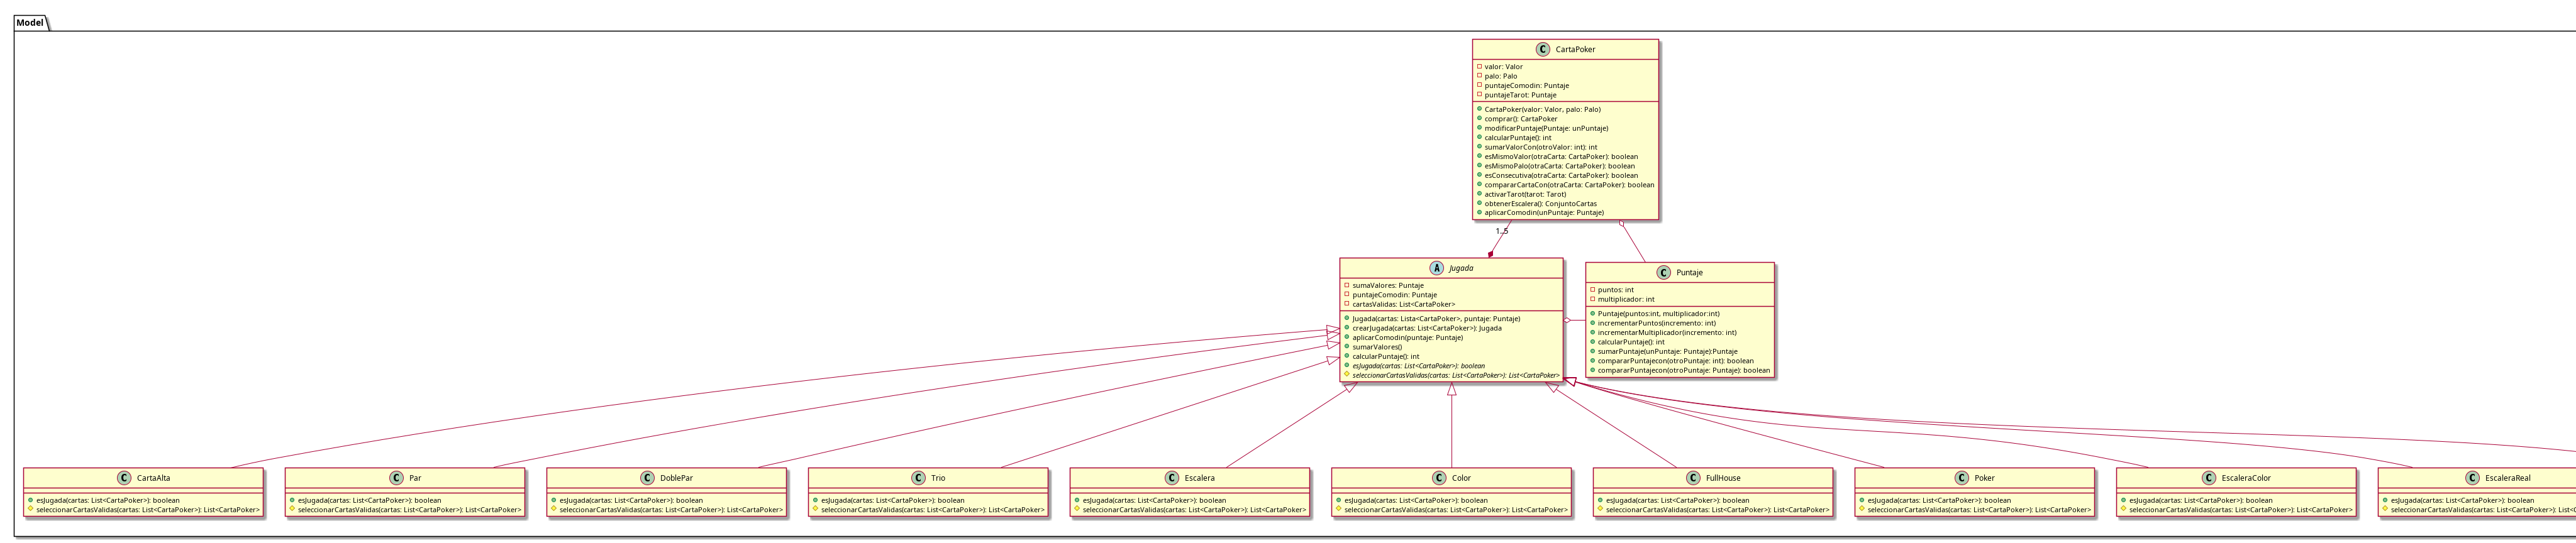 Model
CartaPoker
valor: Valor
palo: Palo
puntajeComodin: Puntaje
puntajeTarot: Puntaje
CartaPoker(valor: Valor, palo: Palo)
comprar(): CartaPoker
modificarPuntaje(Puntaje: unPuntaje)
calcularPuntaje(): int
sumarValorCon(otroValor: int): int
esMismoValor(otraCarta: CartaPoker): boolean
esMismoPalo(otraCarta: CartaPoker): boolean
esConsecutiva(otraCarta: CartaPoker): boolean
compararCartaCon(otraCarta: CartaPoker): boolean
activarTarot(tarot: Tarot)
obtenerEscalera(): ConjuntoCartas
aplicarComodin(unPuntaje: Puntaje)
1..5
Jugada
sumaValores: Puntaje
puntajeComodin: Puntaje
cartasValidas: List<CartaPoker>
Jugada(cartas: Lista<CartaPoker>, puntaje: Puntaje)
crearJugada(cartas: List<CartaPoker>): Jugada
aplicarComodin(puntaje: Puntaje)
sumarValores()
calcularPuntaje(): int
esJugada(cartas: List<CartaPoker>): boolean
seleccionarCartasValidas(cartas: List<CartaPoker>): List<CartaPoker>
Puntaje
puntos: int
multiplicador: int
Puntaje(puntos:int, multiplicador:int)
incrementarPuntos(incremento: int)
incrementarMultiplicador(incremento: int)
calcularPuntaje(): int
sumarPuntaje(unPuntaje: Puntaje):Puntaje
compararPuntajecon(otroPuntaje: int): boolean
compararPuntajecon(otroPuntaje: Puntaje): boolean
CartaAlta
esJugada(cartas: List<CartaPoker>): boolean
seleccionarCartasValidas(cartas: List<CartaPoker>): List<CartaPoker>
Par
esJugada(cartas: List<CartaPoker>): boolean
seleccionarCartasValidas(cartas: List<CartaPoker>): List<CartaPoker>
DoblePar
esJugada(cartas: List<CartaPoker>): boolean
seleccionarCartasValidas(cartas: List<CartaPoker>): List<CartaPoker>
Trio
esJugada(cartas: List<CartaPoker>): boolean
seleccionarCartasValidas(cartas: List<CartaPoker>): List<CartaPoker>
Escalera
esJugada(cartas: List<CartaPoker>): boolean
seleccionarCartasValidas(cartas: List<CartaPoker>): List<CartaPoker>
Color
esJugada(cartas: List<CartaPoker>): boolean
seleccionarCartasValidas(cartas: List<CartaPoker>): List<CartaPoker>
FullHouse
esJugada(cartas: List<CartaPoker>): boolean
seleccionarCartasValidas(cartas: List<CartaPoker>): List<CartaPoker>
Poker
esJugada(cartas: List<CartaPoker>): boolean
seleccionarCartasValidas(cartas: List<CartaPoker>): List<CartaPoker>
EscaleraColor
esJugada(cartas: List<CartaPoker>): boolean
seleccionarCartasValidas(cartas: List<CartaPoker>): List<CartaPoker>
EscaleraReal
esJugada(cartas: List<CartaPoker>): boolean
seleccionarCartasValidas(cartas: List<CartaPoker>):